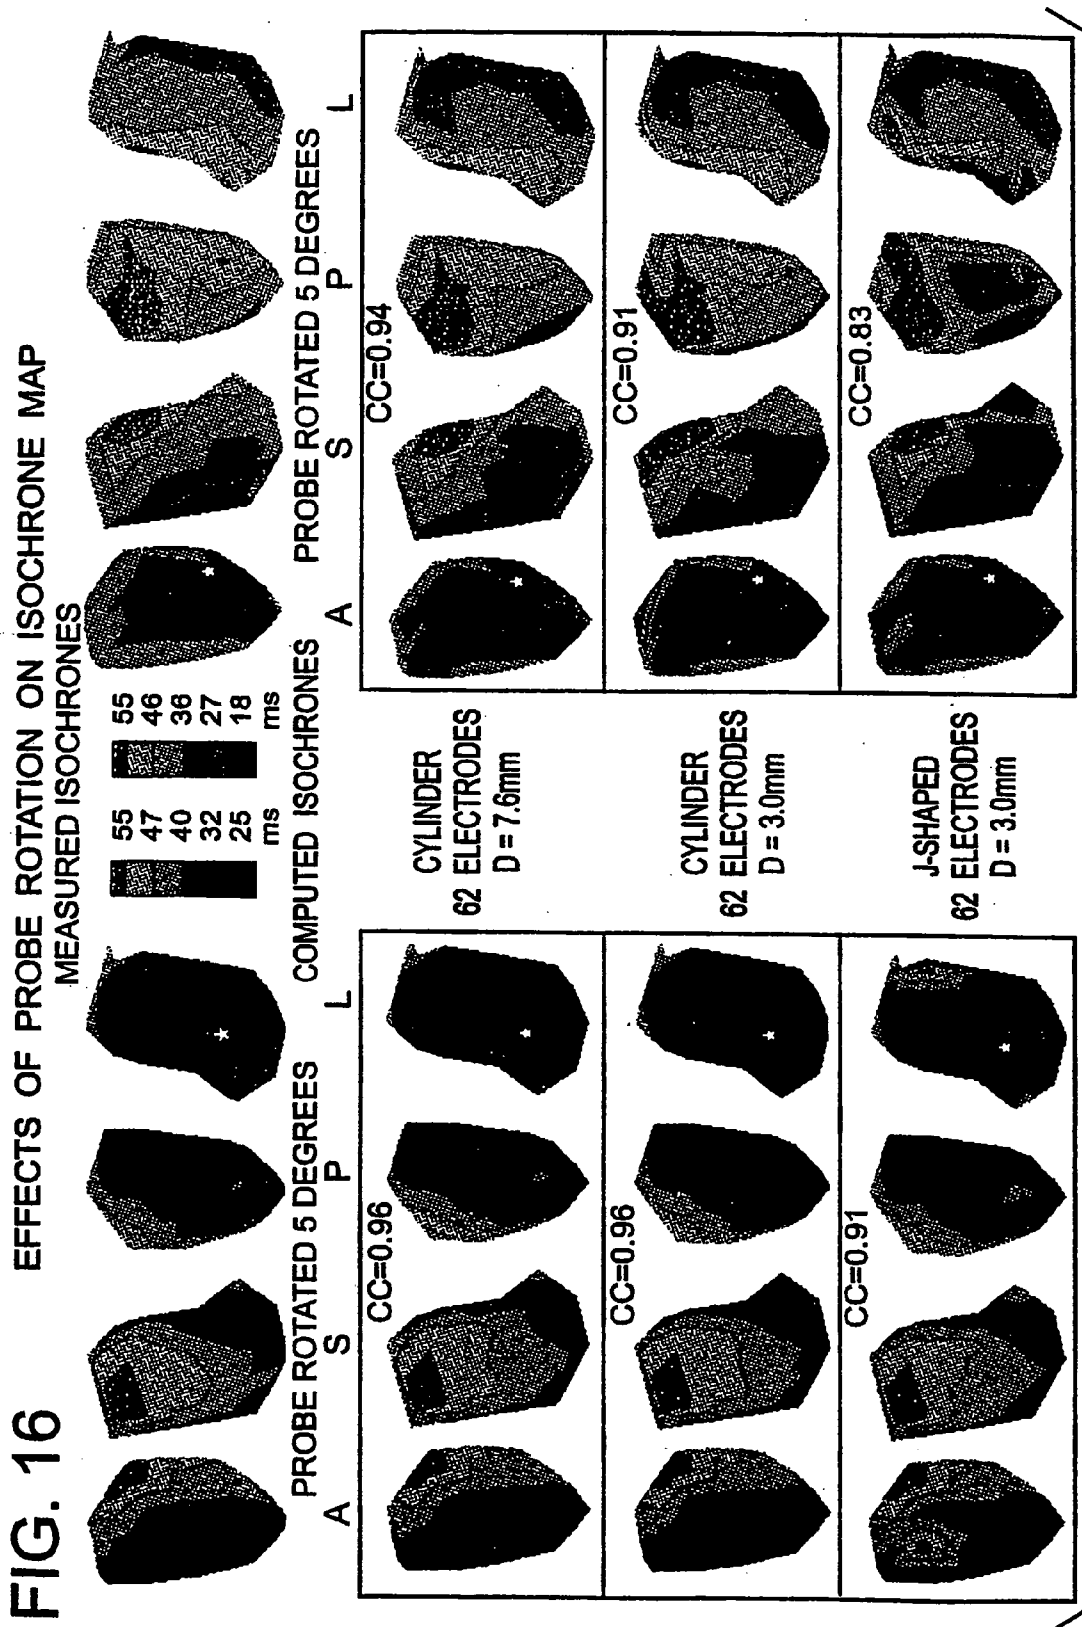 FIG. 16
EFFECTS OF PROBE ROTATION ON ISOCHRONE MAP
MEASURED ISOCHRONES
55
47
40
32
25
ms
55
46
36
27
18
ms
COMPUTED ISOCHRONES
PROBE ROTATED 5 DEGREES
A S P L
PROBE ROTATED 5 DEGREES
A S P L
CC=0.96
CYLINDER
62 ELECTRODES
D = 7.6mm
CC=0.94
CC=0.96
CYLINDER
62 ELECTRODES
D = 3.0mm
CC=0.91
CC=0.91
J-SHAPED
62 ELECTRODES
D = 3.0mm
CC=0.83